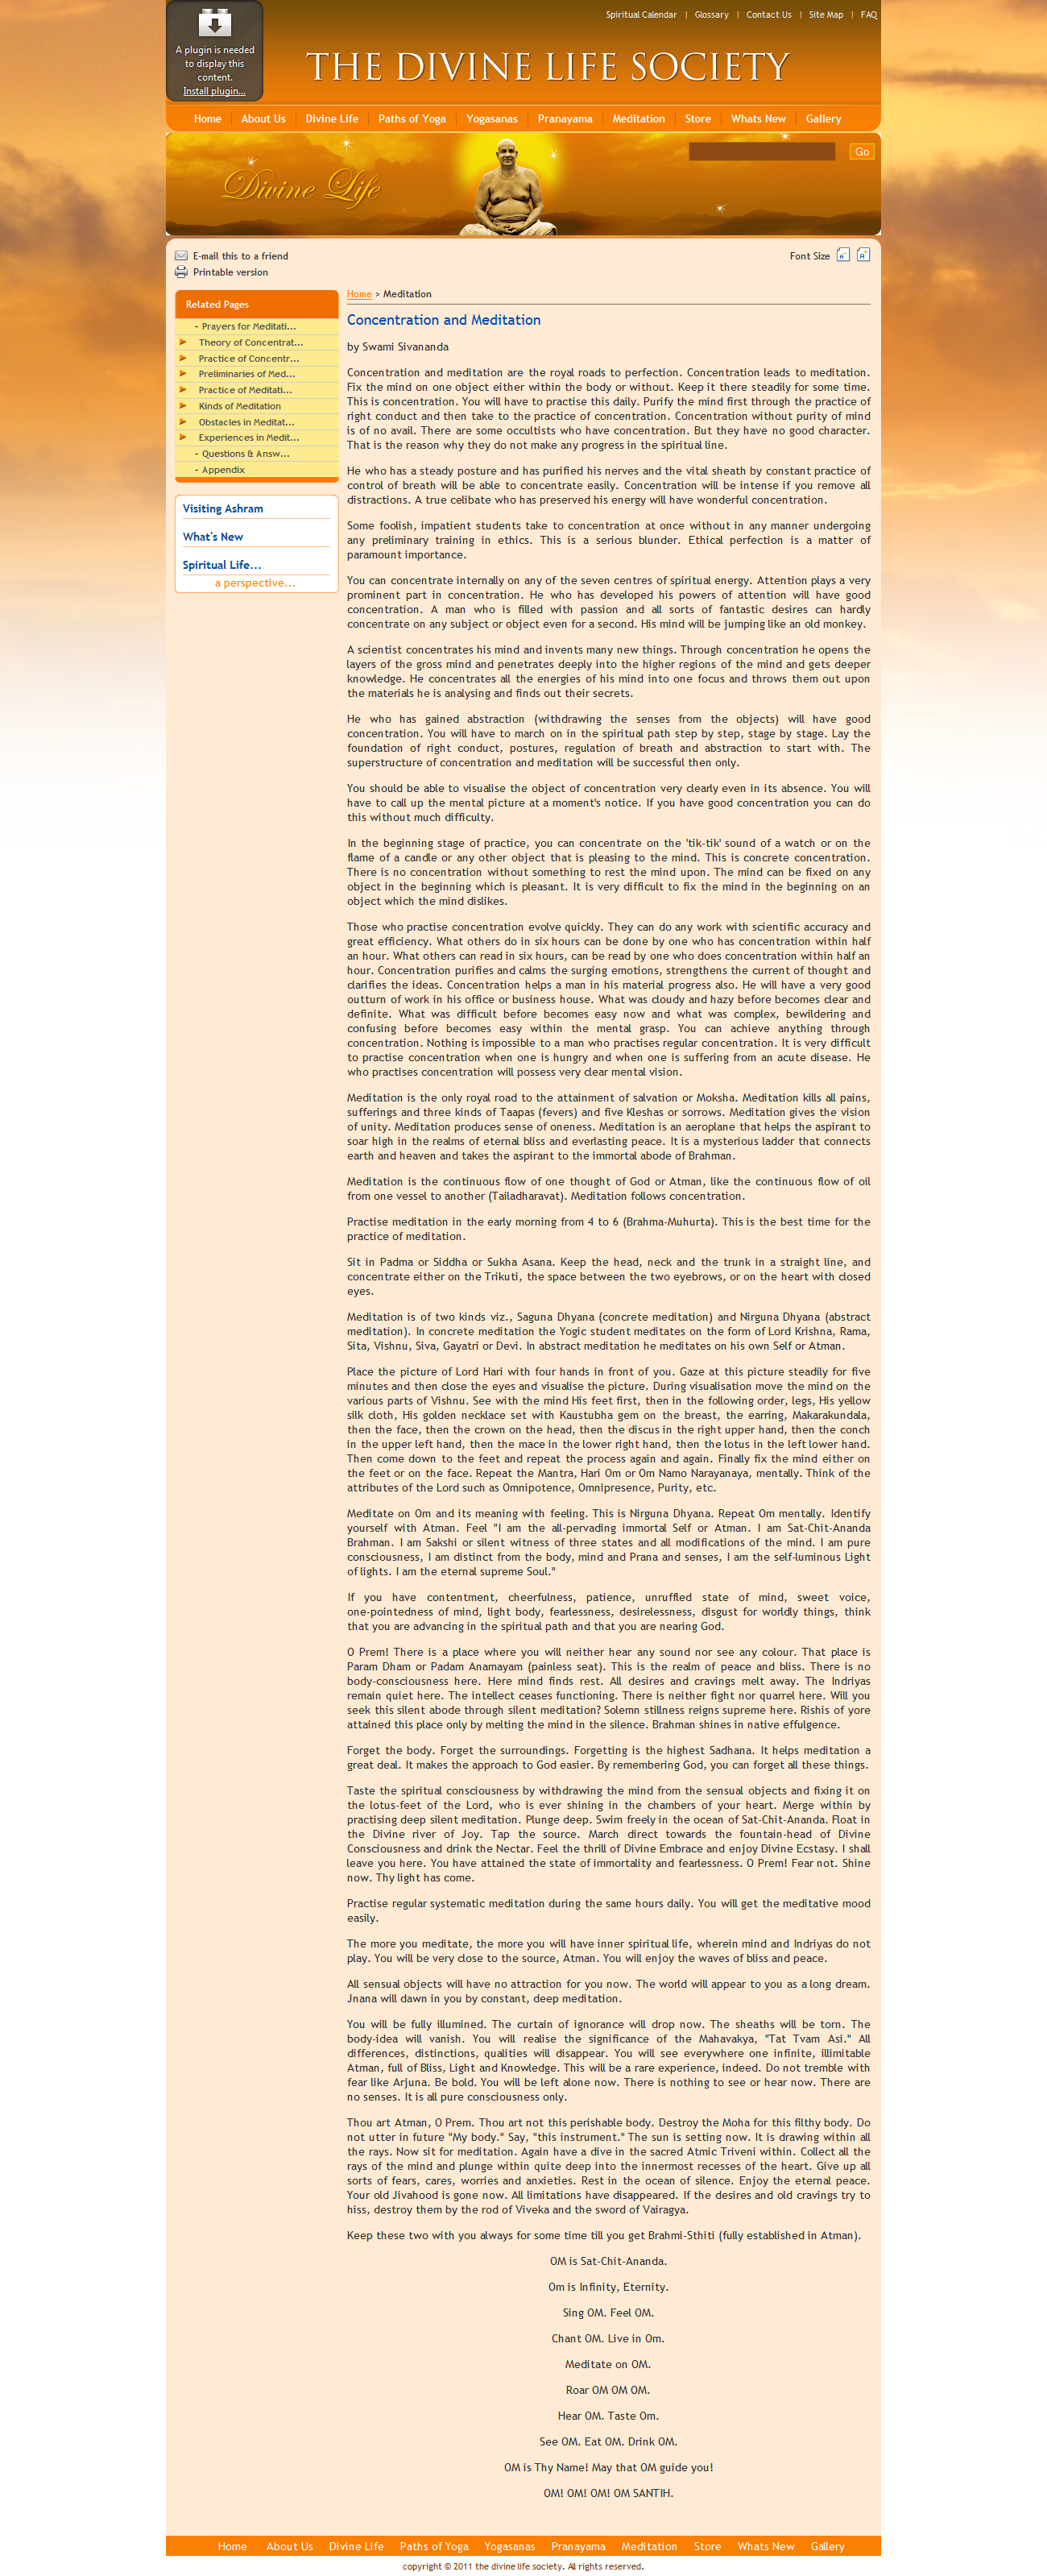 Spiritual Calendar | Glossary | Contact Us | Site Map | FAQ
A plugin is needed
to display this
content.
Install plugin...
THE DIVINE LIFE SOCIETY
Home About Us Divine Life Paths of Yoga Yogasanas Pranayama Meditation Store Whats New Gallery
Divine Life
Go
E-mail this to a friend
Printable version
Font Size A- A+
Related Pages
- Prayers for Meditati...
Theory of Concentrat...
Practice of Concentr...
Preliminaries of Med...
Practice of Meditati...
Kinds of Meditation
Obstacles in Meditat...
Experiences in Medit...
- Questions & Answ...
- Appendix
Visiting Ashram
What's New
Spiritual Life...
a perspective...
Home > Meditation
Concentration and Meditation
by Swami Sivananda
Concentration and meditation are the royal roads to perfection. Concentration leads to meditation.
Fix the mind on one object either within the body or without. Keep it there steadily for some time.
This is concentration. You will have to practise this daily. Purify the mind first through the practice of
right conduct and then take to the practice of concentration. Concentration without purity of mind
is of no avail. There are some occultists who have concentration. But they have no good character.
That is the reason why they do not make any progress in the spiritual line.
He who has a steady posture and has purified his nerves and the vital sheath by constant practice of
control of breath will be able to concentrate easily. Concentration will be intense if you remove all
distractions. A true celibate who has preserved his energy will have wonderful concentration.
Some foolish, impatient students take to concentration at once without in any manner undergoing
any preliminary training in ethics. This is a serious blunder. Ethical perfection is a matter of
paramount importance.
You can concentrate internally on any of the seven centres of spiritual energy. Attention plays a very
prominent part in concentration. He who has developed his powers of attention will have good
concentration. A man who is filled with passion and all sorts of fantastic desires can hardly
concentrate on any subject or object even for a second. His mind will be jumping like an old monkey.
A scientist concentrates his mind and invents many new things. Through concentration he opens the
layers of the gross mind and penetrates deeply into the higher regions of the mind and gets deeper
knowledge. He concentrates all the energies of his mind into one focus and throws them out upon
the materials he is analysing and finds out their secrets.
He who has gained abstraction (withdrawing the senses from the objects) will have good
concentration. You will have to march on in the spiritual path step by step, stage by stage. Lay the
foundation of right conduct, postures, regulation of breath and abstraction to start with. The
superstructure of concentration and meditation will be successful then only.
You should be able to visualise the object of concentration very clearly even in its absence. You will
have to call up the mental picture at a moment's notice. If you have good concentration you can do
this without much difficulty.
In the beginning stage of practice, you can concentrate on the 'tik-tik' sound of a watch or on the
flame of a candle or any other object that is pleasing to the mind. This is concrete concentration.
There is no concentration without something to rest the mind upon. The mind can be fixed on any
object in the beginning which is pleasant. It is very difficult to fix the mind in the beginning on an
object which the mind dislikes.
Those who practise concentration evolve quickly. They can do any work with scientific accuracy and
great efficiency. What others do in six hours can be done by one who has concentration within half
an hour. What others can read in six hours, can be read by one who does concentration within half an
hour. Concentration purifies and calms the surging emotions, strengthens the current of thought and
clarifies the ideas. Concentration helps a man in his material progress also. He will have a very good
outturn of work in his office or business house. What was cloudy and hazy before becomes clear and
definite. What was difficult before becomes easy now and what was complex, bewildering and
confusing before becomes easy within the mental grasp. You can achieve anything through
concentration. Nothing is impossible to a man who practises regular concentration. It is very difficult
to practise concentration when one is hungry and when one is suffering from an acute disease. He
who practises concentration will possess very clear mental vision.
Meditation is the only royal road to the attainment of salvation or Moksha. Meditation kills all pains,
sufferings and three kinds of Taapas (fevers) and five Kleshas or sorrows. Meditation gives the vision
of unity. Meditation produces sense of oneness. Meditation is an aeroplane that helps the aspirant to
soar high in the realms of eternal bliss and everlasting peace. It is a mysterious ladder that connects
earth and heaven and takes the aspirant to the immortal abode of Brahman.
Meditation is the continuous flow of one thought of God or Atman, like the continuous flow of oil
from one vessel to another (Tailadharavat). Meditation follows concentration.
Practise meditation in the early morning from 4 to 6 (Brahma-Muhurta). This is the best time for the
practice of meditation.
Sit in Padma or Siddha or Sukha Asana. Keep the head, neck and the trunk in a straight line, and
concentrate either on the Trikuti, the space between the two eyebrows, or on the heart with closed
eyes.
Meditation is of two kinds viz., Saguna Dhyana (concrete meditation) and Nirguna Dhyana (abstract
meditation). In concrete meditation the Yogic student meditates on the form of Lord Krishna, Rama,
Sita, Vishnu, Siva, Gayatri or Devi. In abstract meditation he meditates on his own Self or Atman.
Place the picture of Lord Hari with four hands in front of you. Gaze at this picture steadily for five
minutes and then close the eyes and visualise the picture. During visualisation move the mind on the
various parts of Vishnu. See with the mind His feet first, then in the following order, legs, His yellow
silk cloth, His golden necklace set with Kaustubha gem on the breast, the earring, Makarakundala,
then the face, then the crown on the head, then the discus in the right upper hand, then the conch
in the upper left hand, then the mace in the lower right hand, then the lotus in the left lower hand.
Then come down to the feet and repeat the process again and again. Finally fix the mind either on
the feet or on the face. Repeat the Mantra, Hari Om or Om Namo Narayanaya, mentally. Think of the
attributes of the Lord such as Omnipotence, Omnipresence, Purity, etc.
Meditate on Om and its meaning with feeling. This is Nirguna Dhyana. Repeat Om mentally. Identify
yourself with Atman. Feel "I am the all-pervading immortal Self or Atman. I am Sat-Chit-Ananda
Brahman. I am Sakshi or silent witness of three states and all modifications of the mind. I am pure
consciousness, I am distinct from the body, mind and Prana and senses, I am the self-luminous Light
of lights. I am the eternal supreme Soul."
If you have contentment, cheerfulness, patience, unruffled state of mind, sweet voice,
one-pointedness of mind, light body, fearlessness, desirelessness, disgust for worldly things, think
that you are advancing in the spiritual path and that you are nearing God.
O Prem! There is a place where you will neither hear any sound nor see any colour. That place is
Param Dham or Padam Anamayam (painless seat). This is the realm of peace and bliss. There is no
body-consciousness here. Here mind finds rest. All desires and cravings melt away. The Indriyas
remain quiet here. The intellect ceases functioning. There is neither fight nor quarrel here. Will you
seek this silent abode through silent meditation? Solemn stillness reigns supreme here. Rishis of yore
attained this place only by melting the mind in the silence. Brahman shines in native effulgence.
Forget the body. Forget the surroundings. Forgetting is the highest Sadhana. It helps meditation a
great deal. It makes the approach to God easier. By remembering God, you can forget all these things.
Taste the spiritual consciousness by withdrawing the mind from the sensual objects and fixing it on
the lotus-feet of the Lord, who is ever shining in the chambers of your heart. Merge within by
practising deep silent meditation. Plunge deep. Swim freely in the ocean of Sat-Chit-Ananda. Float in
the Divine river of Joy. Tap the source. March direct towards the fountain-head of Divine
Consciousness and drink the Nectar. Feel the thrill of Divine Embrace and enjoy Divine Ecstasy. I shall
leave you here. You have attained the state of immortality and fearlessness. O Prem! Fear not. Shine
now. Thy light has come.
Practise regular systematic meditation during the same hours daily. You will get the meditative mood
easily.
The more you meditate, the more you will have inner spiritual life, wherein mind and Indriyas do not
play. You will be very close to the source, Atman. You will enjoy the waves of bliss and peace.
All sensual objects will have no attraction for you now. The world will appear to you as a long dream.
Jnana will dawn in you by constant, deep meditation.
You will be fully illumined. The curtain of ignorance will drop now. The sheaths will be torn. The
body-idea will vanish. You will realise the significance of the Mahavakya, "Tat Tvam Asi." All
differences, distinctions, qualities will disappear. You will see everywhere one infinite, illimitable
Atman, full of Bliss, Light and Knowledge. This will be a rare experience, indeed. Do not tremble with
fear like Arjuna. Be bold. You will be left alone now. There is nothing to see or hear now. There are
no senses. It is all pure consciousness only.
Thou art Atman, O Prem. Thou art not this perishable body. Destroy the Moha for this filthy body. Do
not utter in future "My body." Say, "this instrument." The sun is setting now. It is drawing within all
the rays. Now sit for meditation. Again have a dive in the sacred Atmic Triveni within. Collect all the
rays of the mind and plunge within quite deep into the innermost recesses of the heart. Give up all
sorts of fears, cares, worries and anxieties. Rest in the ocean of silence. Enjoy the eternal peace.
Your old Jivahood is gone now. All limitations have disappeared. If the desires and old cravings try to
hiss, destroy them by the rod of Viveka and the sword of Vairagya.
Keep these two with you always for some time till you get Brahmi-Sthiti (fully established in Atman).
OM is Sat-Chit-Ananda.
Om is Infinity, Eternity.
Sing OM. Feel OM.
Chant OM. Live in Om.
Meditate on OM.
Roar OM OM OM.
Hear OM. Taste Om.
See OM. Eat OM. Drink OM.
OM is Thy Name! May that OM guide you!
OM! OM! OM! OM SANTIH.
Home About Us Divine Life Paths of Yoga Yogasanas Pranayama Meditation Store Whats New Gallery
copyright © 2011 the divine life society. All rights reserved.